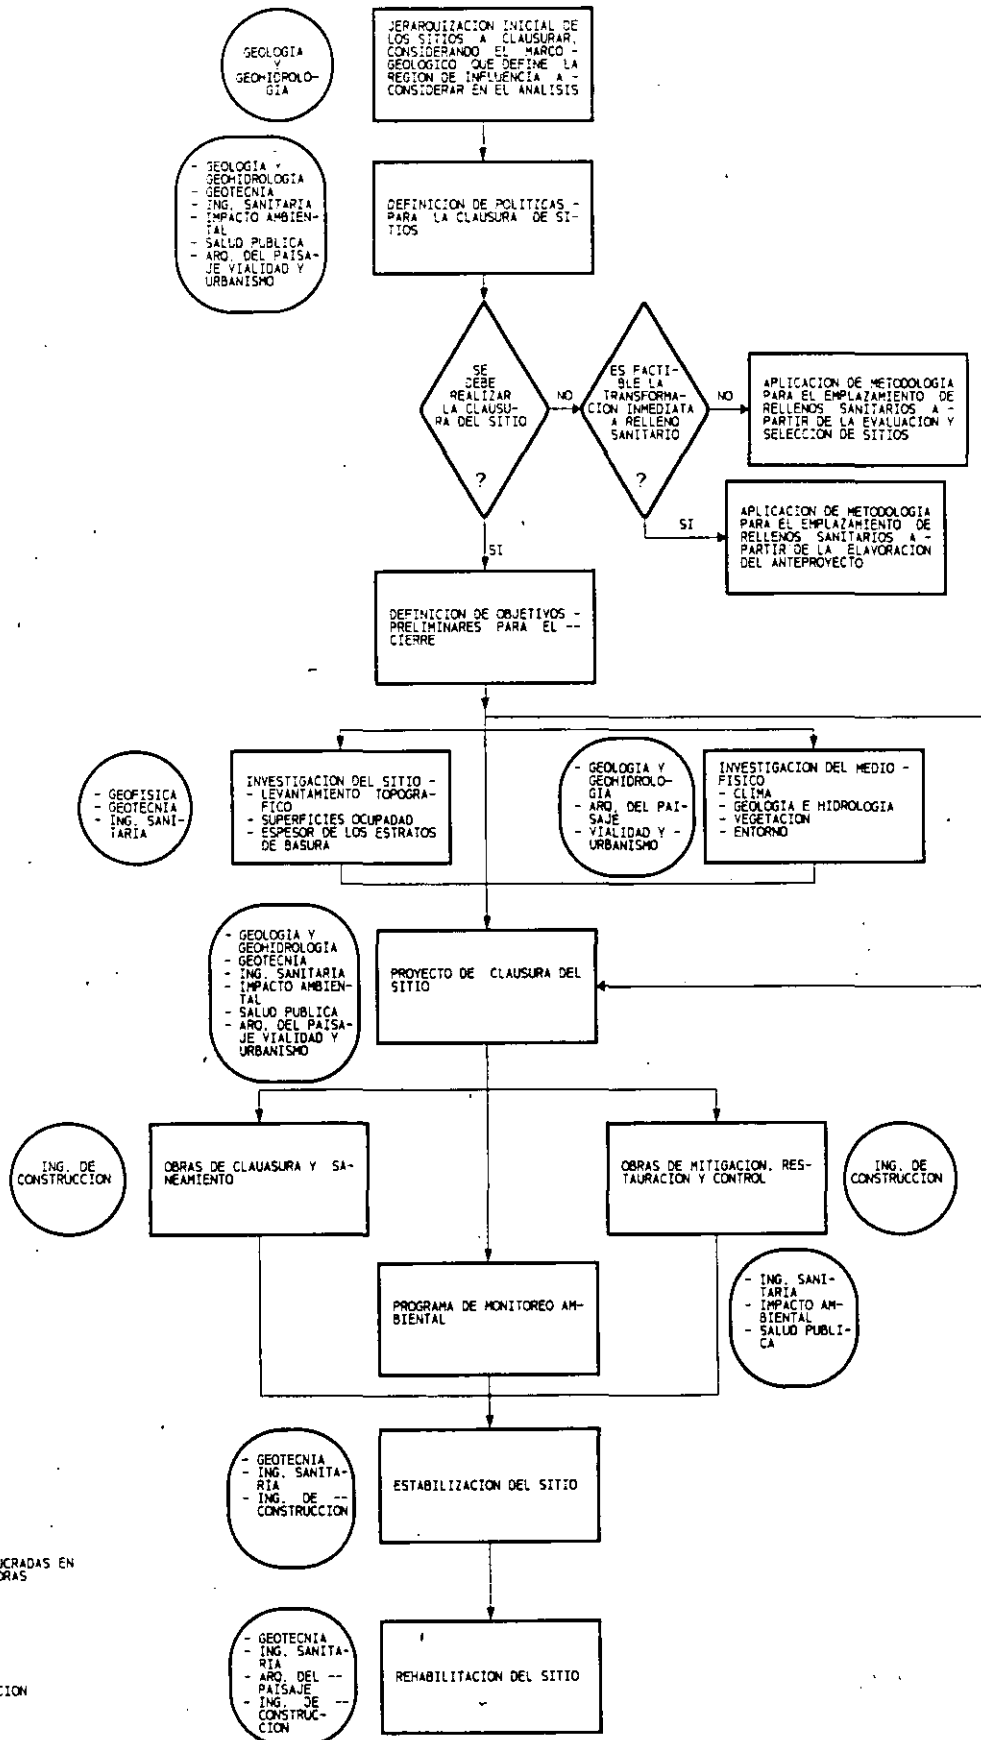 GEOLOGIA
Y
GEOHIDROLO-
GIA
JERARQUIZACION INICIAL DE
LOS SITIOS A CLAUSURAR,
CONSIDERANDO EL MARCO -
GEOLOGICO QUE DEFINE LA
REGION DE INFLUENCIA A -
CONSIDERAR EN EL ANALISIS
- GEOLOGIA Y
GEOHIDROLOGIA
- GEOTECNIA
- ING. SANITARIA
- IMPACTO AMBIEN-
TAL
- SALUD PUBLICA
- ARQ. DEL PAISA-
JE VIALIDAD Y
URBANISMO
DEFINICION DE POLITICAS -
PARA LA CLAUSURA DE SI-
TIOS
SE
DEBE
REALIZAR
LA CLAUSU-
RA DEL SITIO
?
NO
ES FACTI-
BLE LA
TRANSFORMA-
CION INMEDIATA
A RELLENO
SANITARIO
?
NO
APLICACION DE METODOLOGIA
PARA EL EMPLAZAMIENTO DE
RELLENOS SANITARIOS A -
PARTIR DE LA EVALUACION Y
SELECCION DE SITIOS
SI
APLICACION DE METODOLOGIA
PARA EL EMPLAZAMIENTO DE
RELLENOS SANITARIOS A -
PARTIR DE LA ELAVORACION
DEL ANTEPROYECTO
SI
DEFINICION DE OBJETIVOS -
PRELIMINARES PARA EL --
CIERRE
- GEOFISICA
- GEOTECNIA
- ING. SANI-
TARIA
INVESTIGACION DEL SITIO -
- LEVANTAMIENTO TOPOGRA-
FICO
- SUPERFICIES OCUPADAD
- ESPESOR DE LOS ESTRATOS
DE BASURA
- GEOLOGIA Y
GEOHIDROLO-
GIA
- ARQ. DEL PAI-
SAJE
- VIALIDAD Y -
URBANISMO
INVESTIGACION DEL MEDIO -
FISICO
- CLIMA
- GEOLOGIA E HIDROLOGIA
- VEGETACION
- ENTORNO
- GEOLOGIA Y
GEOHIDROLOGIA
- GEOTECNIA
- ING. SANITARIA
- IMPACTO AMBIEN-
TAL
- SALUD PUBLICA
- ARQ. DEL PAISA-
JE VIALIDAD Y
URBANISMO
PROYECTO DE CLAUSURA DEL
SITIO
ING. DE
CONSTRUCCION
OBRAS DE CLAUASURA Y SA-
NEAMIENTO
OBRAS DE MITIGACION, RES-
TAURACION Y CONTROL
ING. DE
CONSTRUCCION
PROGRAMA DE MONITOREO AM-
BIENTAL
- ING. SANI-
TARIA
- IMPACTO AM-
BIENTAL
- SALUD PUBLI-
CA
- GEOTECNIA
- ING. SANITA-
RIA
- ING. DE --
CONSTRUCCION
ESTABILIZACION DEL SITIO
UCRADAS EN
ORAS
- GEOTECNIA
- ING. SANITA-
RIA
- ARQ. DEL --
PAISAJE
- ING. DE --
CONSTRUC-
CION
REHABILITACION DEL SITIO
CION